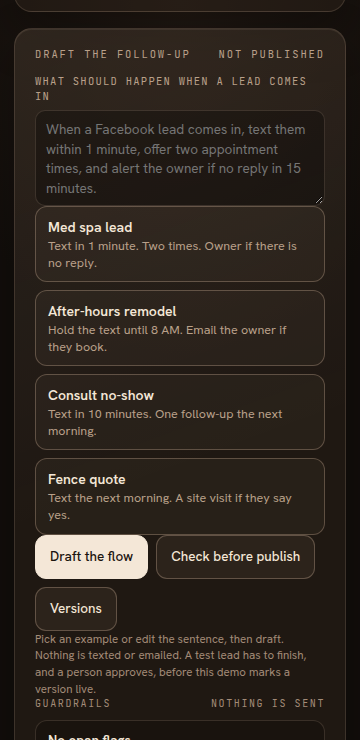 DRAFT THE FOLLOW-UP NOT PUBLISHED
WHAT SHOULD HAPPEN WHEN A LEAD COMES
IN
When a Facebook lead comes in, text them
within 1 minute, offer two appointment
times, and alert the owner if no reply in 15
minutes.
Med spa lead
Text in 1 minute. Two times. Owner if there is
no reply.
After-hours remodel
Hold the text until 8 AM. Email the owner if
they book.
Consult no-show
Text in 10 minutes. One follow-up the next
morning.
Fence quote
Text the next morning. A site visit if they say
yes.
Draft the flow Check before publish
Versions
Pick an example or edit the sentence, then draft.
Nothing is texted or emailed. A test lead has to finish,
and a person approves, before this demo marks a
version live.
GUARDRAILS NOTHING IS SENT
No open flags